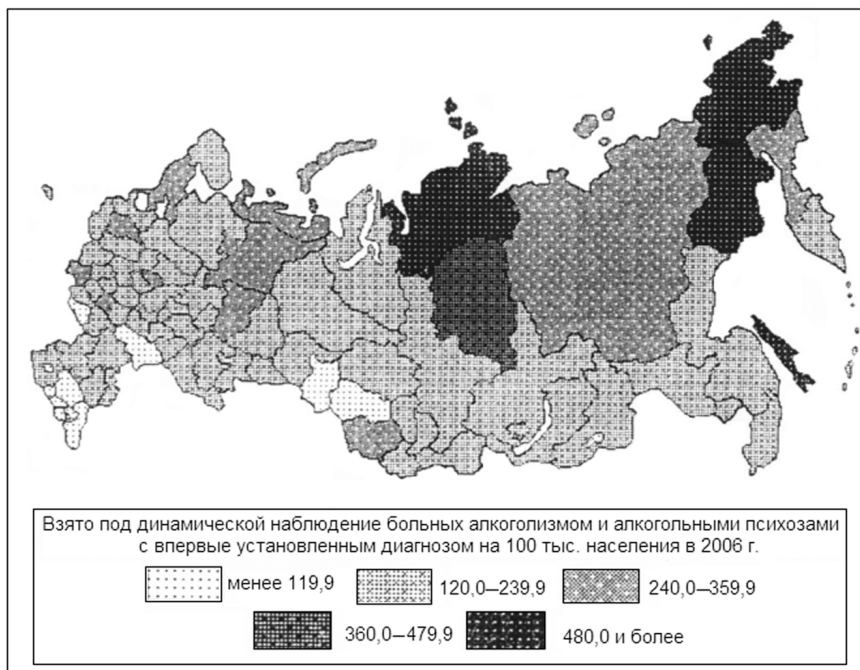 Взято под динамической наблюдение больных алкоголизмом и алкогольными психозами
с впервые установленным диагнозом на 100 тыс. населения в 2006 г.
менее 119,9
120,0–239,9
240,0–359,9
360,0–479,9
480,0 и более